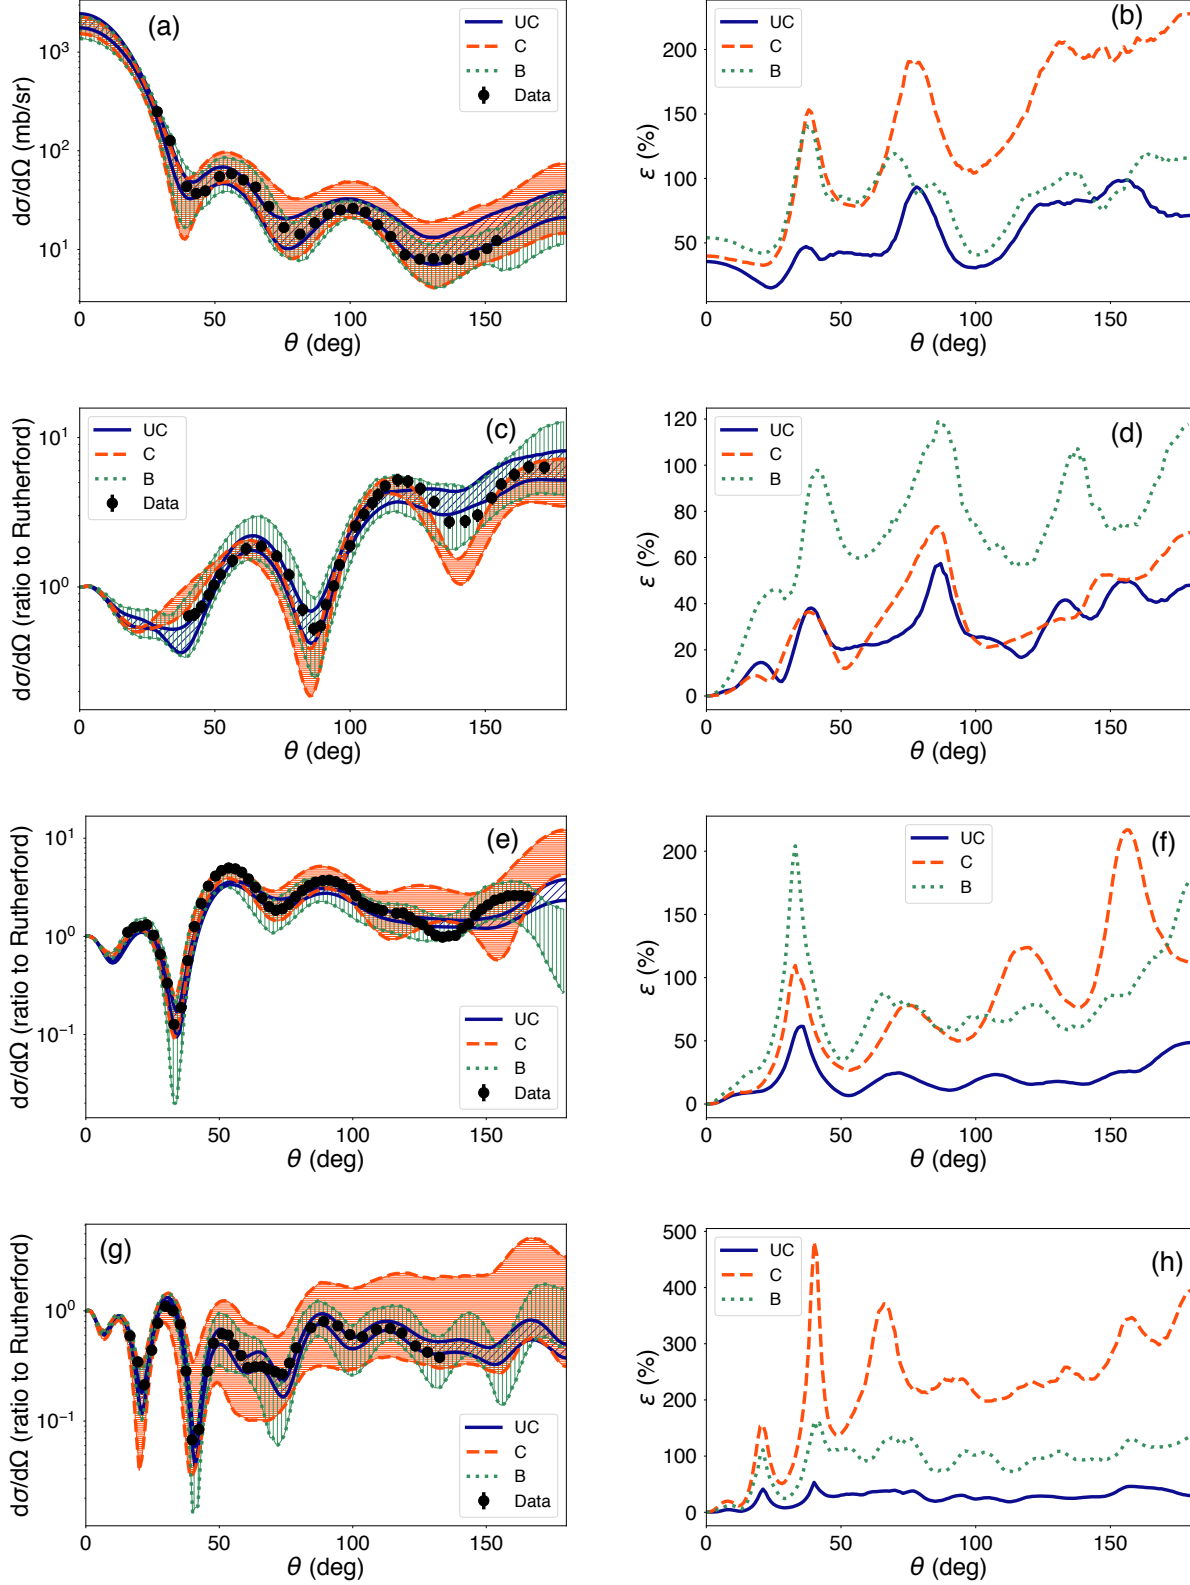 (a)
UC
C
B
Data
10³
10²
10¹
dσ/dΩ (mb/sr)
0 50 100 150
θ (deg)
(b)
UC
C
B
200
150
100
50
ε (%)
0 50 100 150
θ (deg)
(c)
UC
C
B
Data
10¹
10⁰
dσ/dΩ (ratio to Rutherford)
0 50 100 150
θ (deg)
(d)
UC
C
B
120
100
80
60
40
20
0
ε (%)
0 50 100 150
θ (deg)
(e)
10¹
10⁰
10⁻¹
dσ/dΩ (ratio to Rutherford)
UC
C
B
Data
0 50 100 150
θ (deg)
(f)
UC
C
B
200
150
100
50
0
ε (%)
0 50 100 150
θ (deg)
(g)
10⁰
10⁻¹
dσ/dΩ (ratio to Rutherford)
UC
C
B
Data
0 50 100 150
θ (deg)
(h)
UC
C
B
500
400
300
200
100
0
ε (%)
0 50 100 150
θ (deg)